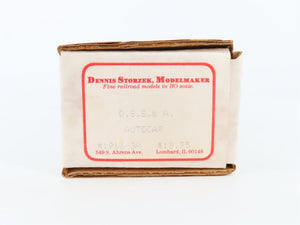 DENNIS STORZEK, MODELMAKER
Fine railroad models in HO scale.
D.S.S.& A.
AUTOCAR
549 N. Ahrens Ave. Lombard, IL 60148